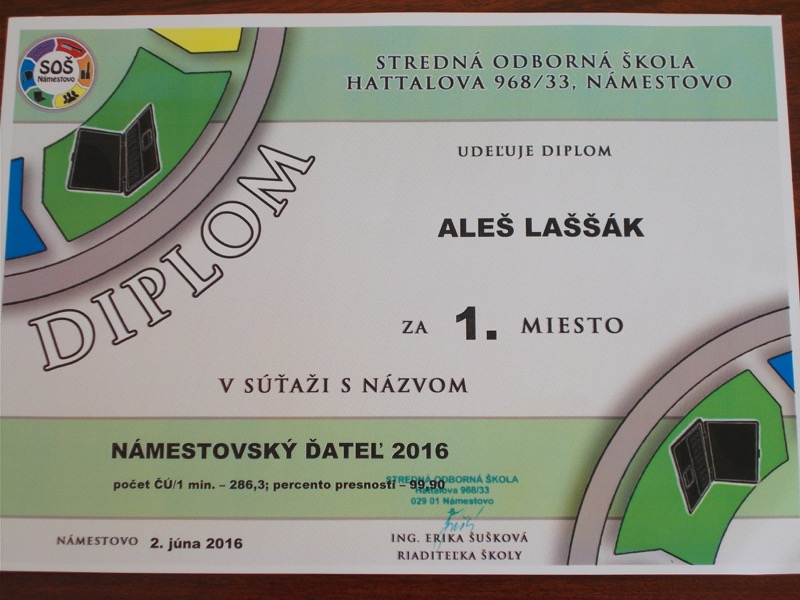 SOŠ
Námestovo
STREDNÁ ODBORNÁ ŠKOLA
HATTALOVA 968/33, NÁMESTOVO
DIPLOM
UDEĽUJE DIPLOM
ALEŠ LAŠŠÁK
ZA 1. MIESTO
V SÚŤAŽI S NÁZVOM
NÁMESTOVSKÝ ĎATEĽ 2016
počet ČÚ/1 min. – 286,3; percento presnosti – 99,90
STREDNÁ ODBORNÁ ŠKOLA
Hattalova 968/33
029 01 Námestovo
NÁMESTOVO 2. júna 2016
ING. ERIKA ŠUŠKOVÁ
RIADITEĽKA ŠKOLY